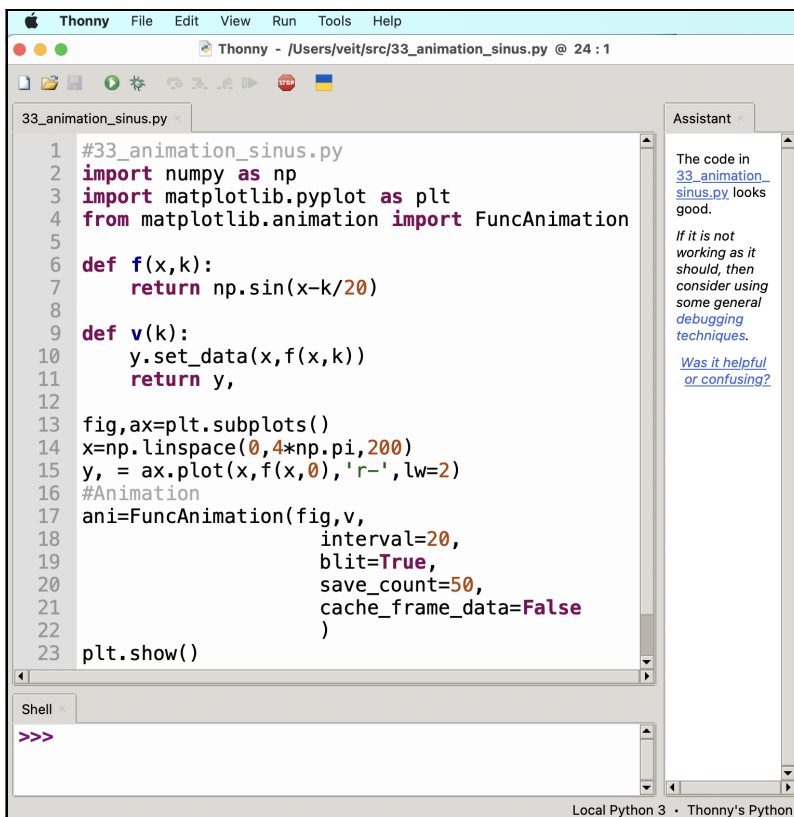 Thonny File Edit View Run Tools Help
Thonny - /Users/veit/src/33_animation_sinus.py @ 24 : 1
STOP
33_animation_sinus.py ×
1 #33_animation_sinus.py
2 import numpy as np
3 import matplotlib.pyplot as plt
4 from matplotlib.animation import FuncAnimation
5
6 def f(x,k):
7     return np.sin(x-k/20)
8
9 def v(k):
10     y.set_data(x,f(x,k))
11     return y,
12
13 fig,ax=plt.subplots()
14 x=np.linspace(0,4*np.pi,200)
15 y, = ax.plot(x,f(x,0),'r-',lw=2)
16 #Animation
17 ani=FuncAnimation(fig,v,
18                     interval=20,
19                     blit=True,
20                     save_count=50,
21                     cache_frame_data=False
22                     )
23 plt.show()
Assistant ×
The code in
33_animation_
sinus.py looks
good.
If it is not
working as it
should, then
consider using
some general
debugging
techniques.
Was it helpful
or confusing?
Shell ×
>>>
Local Python 3 • Thonny's Python